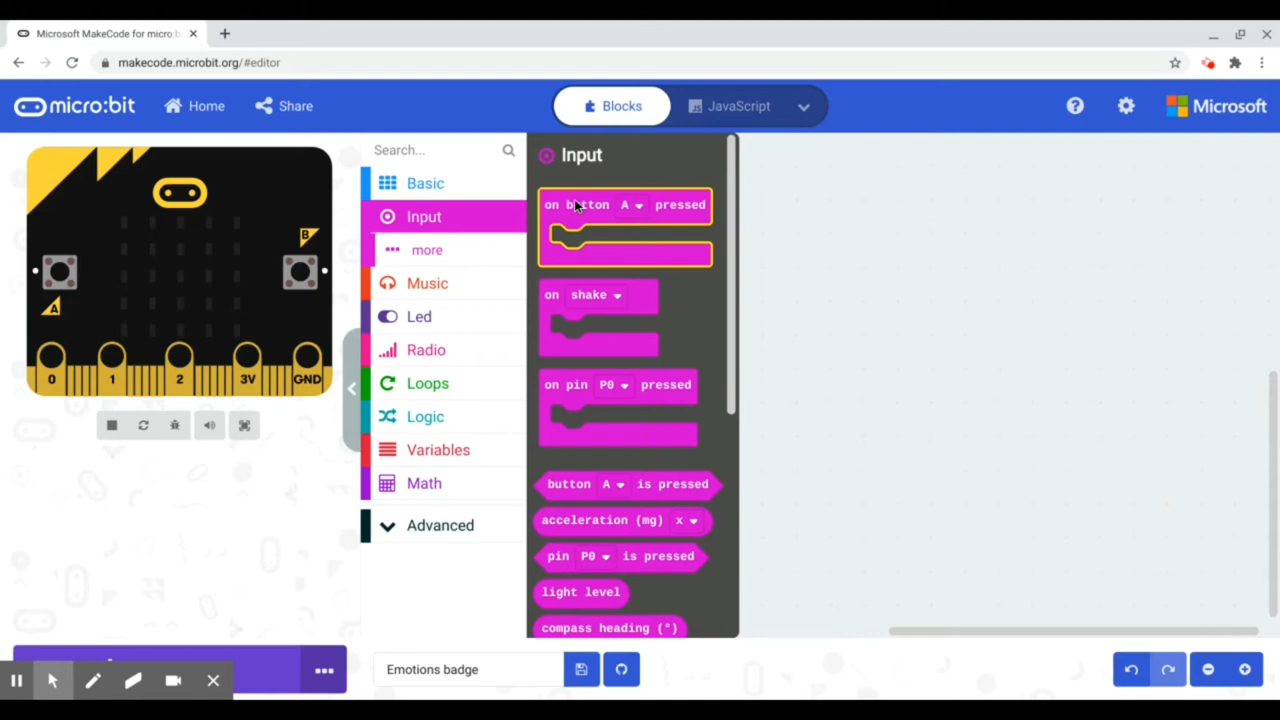 Microsoft MakeCode for micro:b
makecode.microbit.org/#editor
micro:bit
Home
Share
Blocks
JavaScript
Microsoft
Search...
Basic
Input
more
Music
Led
Radio
Loops
Logic
Variables
Math
Advanced
Input
on button A pressed
on shake
on pin P0 pressed
button A is pressed
acceleration (mg) x
pin P0 is pressed
light level
compass heading (°)
B
A
0 1 2 3V GND
Emotions badge